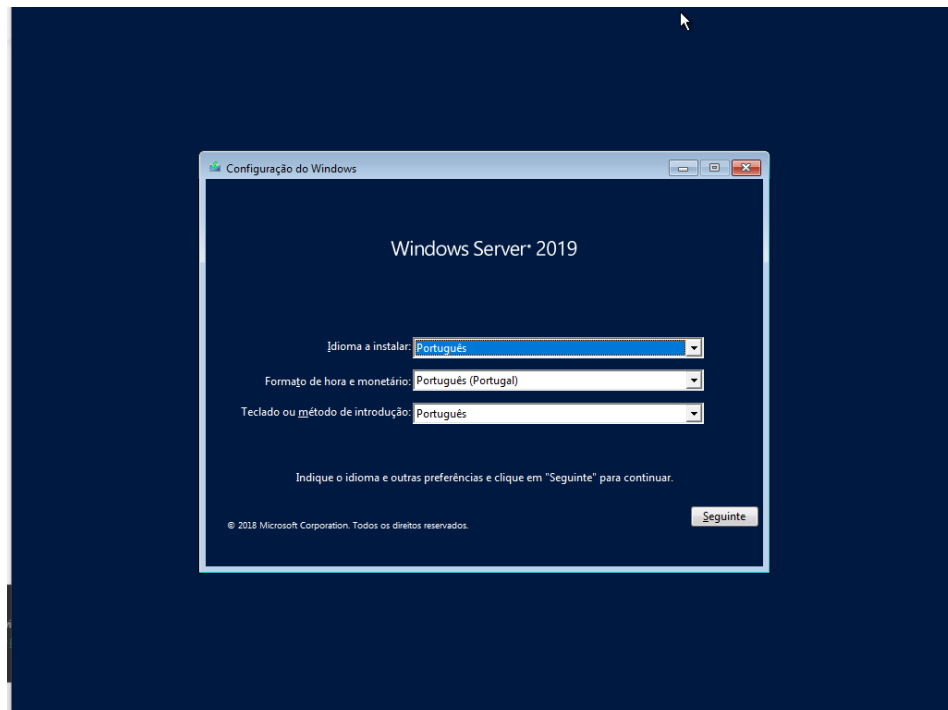 Configuração do Windows
Windows Server® 2019
Idioma a instalar: Português
Formato de hora e monetário: Português (Portugal)
Teclado ou método de introdução: Português
Indique o idioma e outras preferências e clique em "Seguinte" para continuar.
Seguinte
© 2018 Microsoft Corporation. Todos os direitos reservados.